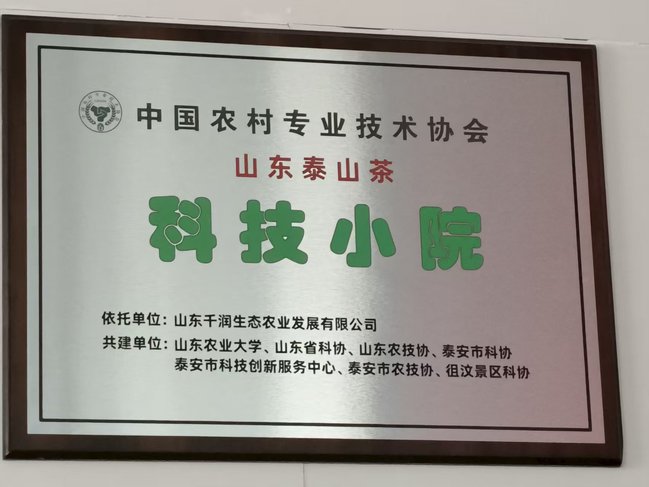 中国农村专业技术协会
山东泰山茶
科技小院
依托单位：山东千润生态农业发展有限公司
共建单位：山东农业大学、山东省科协、山东农技协、泰安市科协
泰安市科技创新服务中心、泰安市农技协、徂汶景区科协